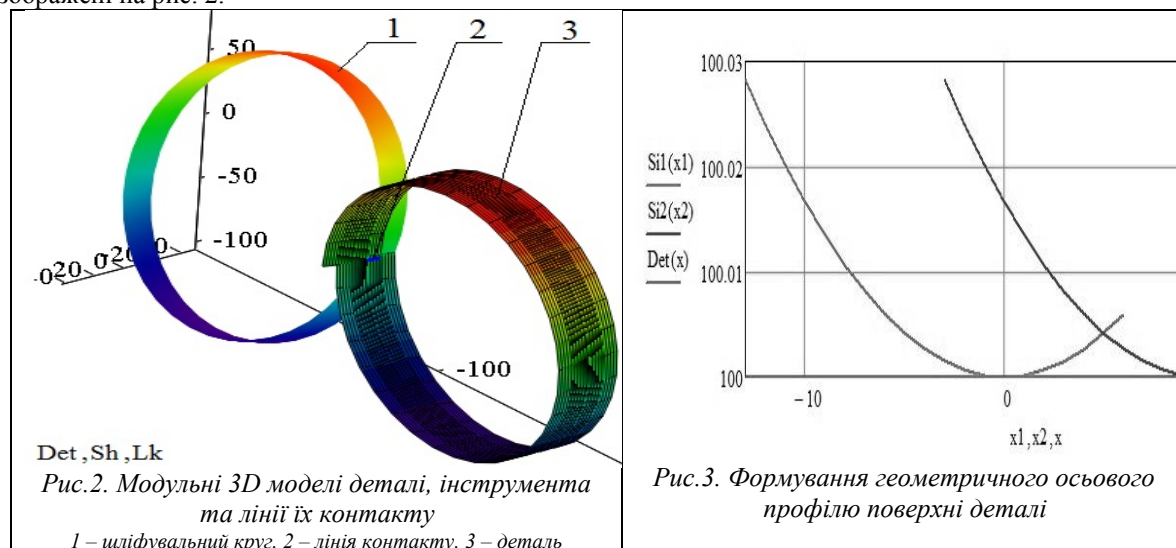 зображені на рис. 2.
1 2 3
50
0
-50
-100
-100
Det ,Sh ,Lk
Рис.2. Модульні 3D моделі деталі, інструмента
та лінії їх контакту
1 – шліфувальний круг, 2 – лінія контакту, 3 – деталь
100.03
Si1(x1) 100.02
Si2(x2)
Det(x) 100.01
100
−10 0
x1,x2,x
Рис.3. Формування геометричного осьового
профілю поверхні деталі